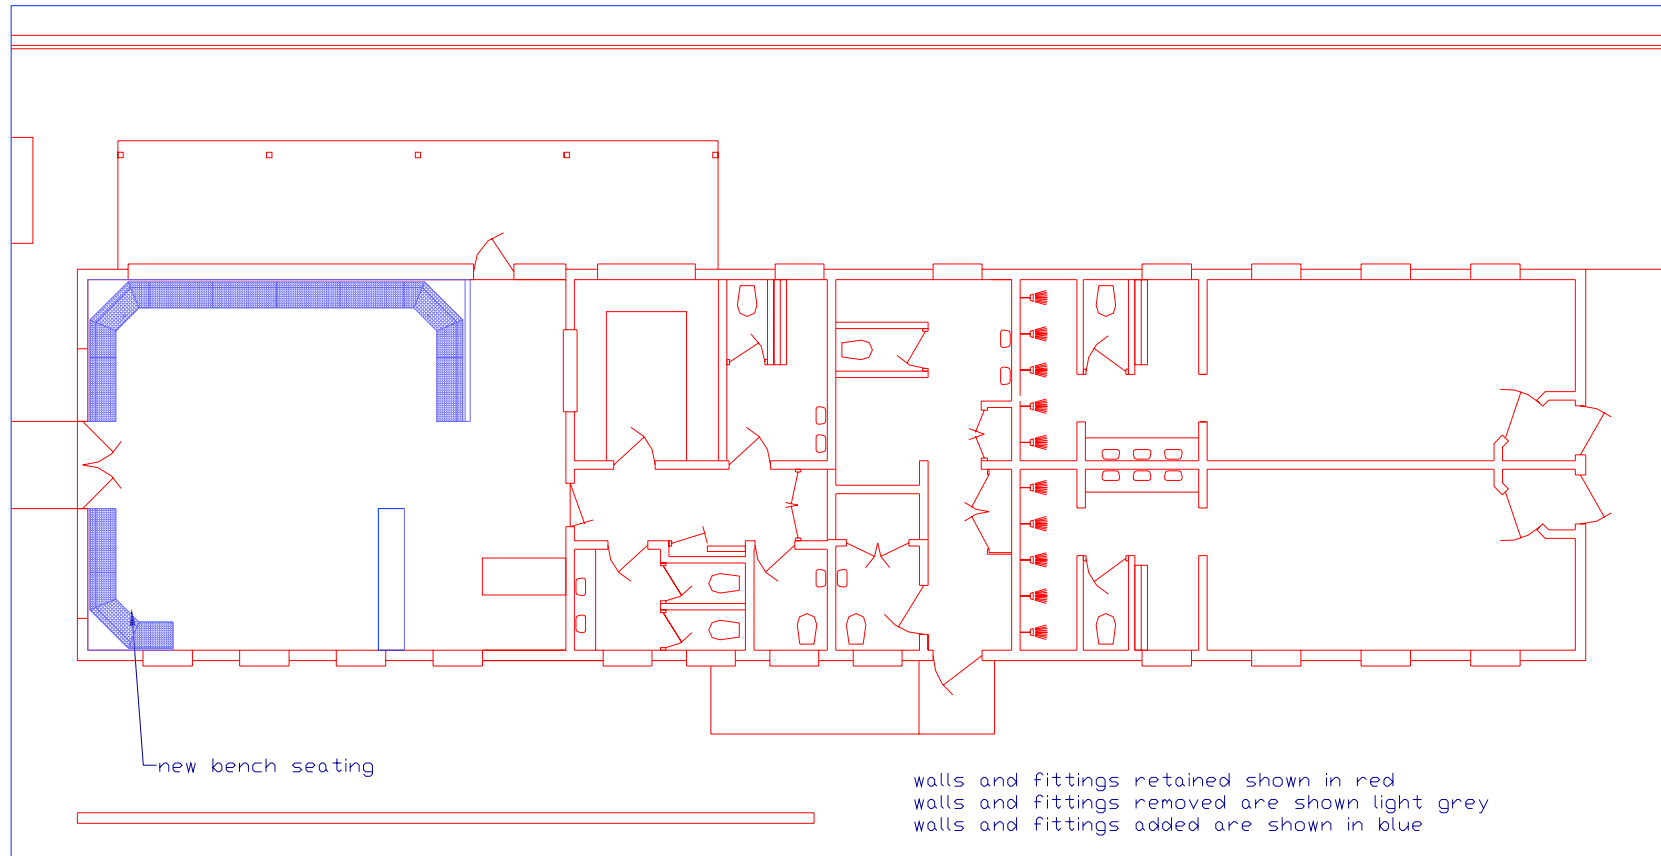 new bench seating
walls and fittings retained shown in red
walls and fittings removed are shown light grey
walls and fittings added are shown in blue